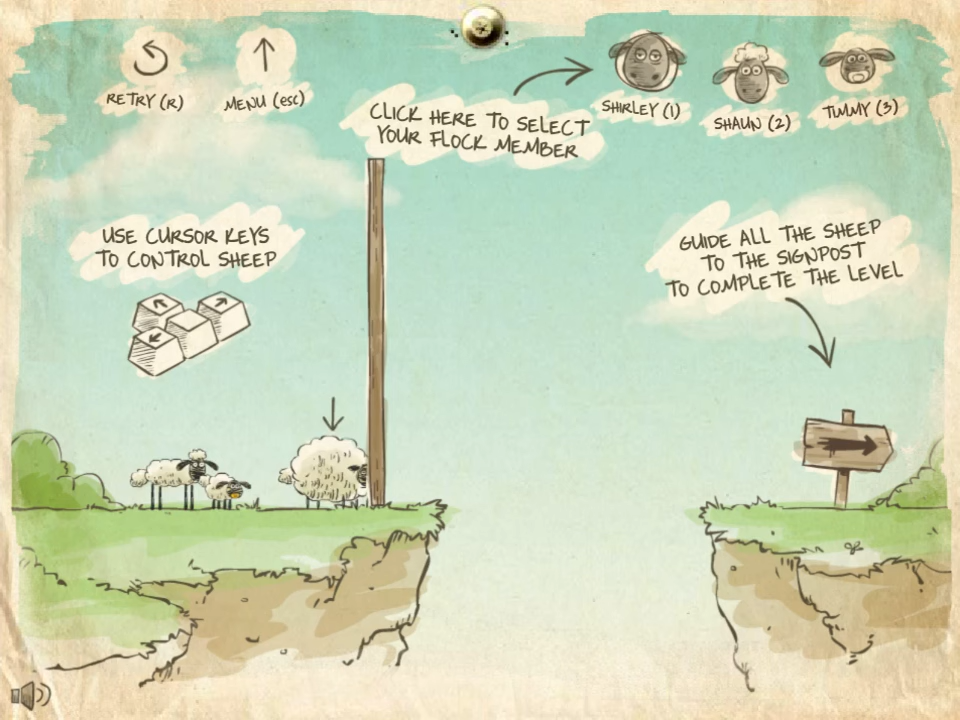 RETRY (R)
MENU (esc)
CLICK HERE TO SELECT
YOUR FLOCK MEMBER
SHIRLEY (1)
SHAUN (2)
TIMMY (3)
USE CURSOR KEYS
TO CONTROL SHEEP
GUIDE ALL THE SHEEP
TO THE SIGNPOST
TO COMPLETE THE LEVEL